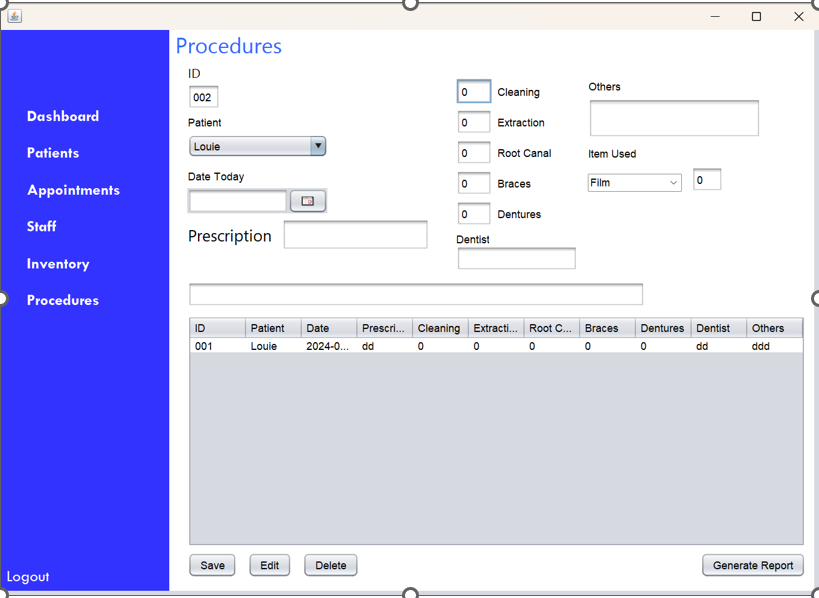 Procedures
Dashboard
Patients
Appointments
Staff
Inventory
Procedures
Logout
ID
002
Patient
Louie
Date Today
Prescription
0 Cleaning
0 Extraction
0 Root Canal
0 Braces
0 Dentures
Dentist
Others
Item Used
Film 0
ID Patient Date Prescri... Cleaning Extracti... Root C... Braces Dentures Dentist Others
001 Louie 2024-0... dd 0 0 0 0 0 dd ddd
Save Edit Delete Generate Report